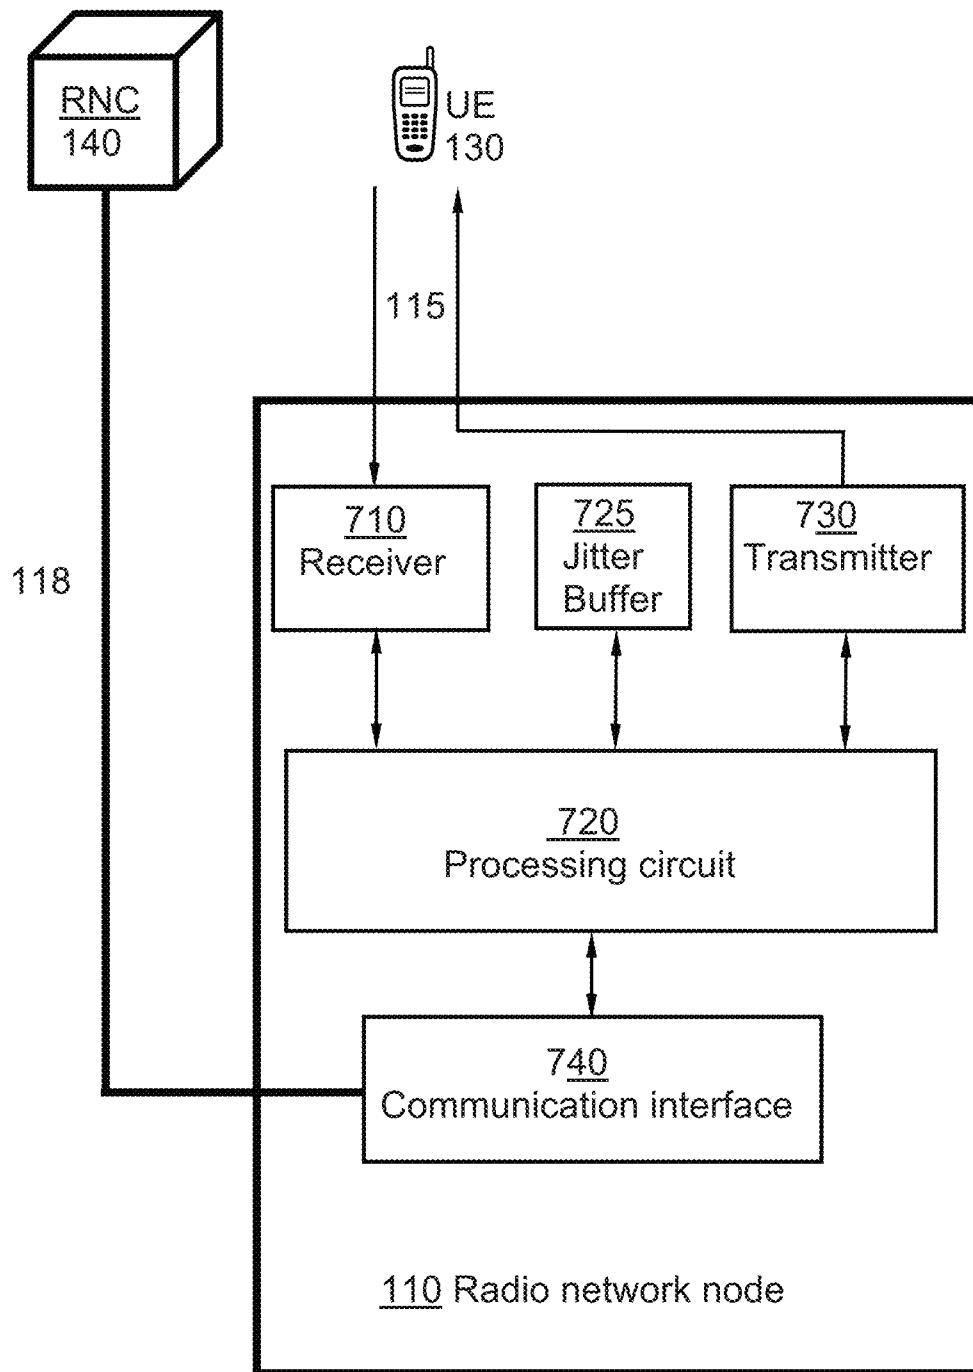 RNC
140
UE
130
115
118
710
Receiver
725
Jitter
Buffer
730
Transmitter
720
Processing circuit
740
Communication interface
110 Radio network node